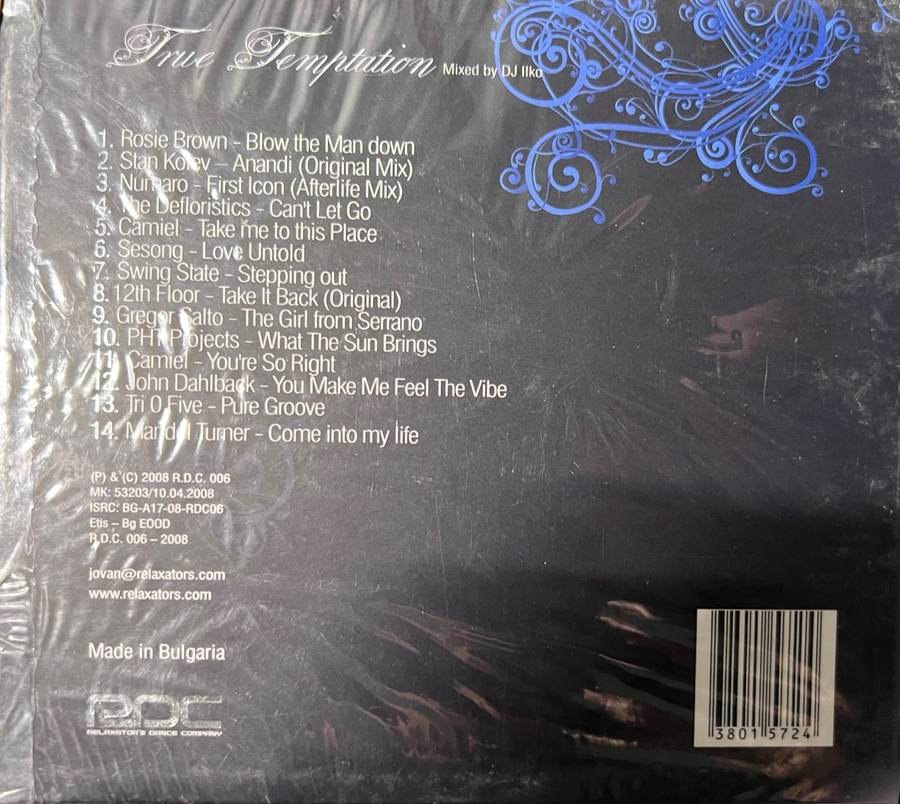 True Temptation Mixed by DJ Ilko
1. Rosie Brown - Blow the Man down
2. Stan Kolev - Anandi (Original Mix)
3. Numaro - First Icon (Afterlife Mix)
4. The Defloristics - Can't Let Go
5. Camiel - Take me to this Place
6. Sesong - Love Untold
7. Swing State - Stepping out
8. 12th Floor - Take It Back (Original)
9. Gregor Salto - The Girl from Serrano
10. PHT Projects - What The Sun Brings
11. Camiel - You're So Right
12. John Dahlback - You Make Me Feel The Vibe
13. Tri O Five - Pure Groove
14. Mandel Turner - Come into my life
(P) & (C) 2008 R.D.C. 006
MK: 53203/10.04.2008
ISRC: BG-A17-08-RDC06
Etis – Bg EOOD
R.D.C. 006 – 2008
jovan@relaxators.com
www.relaxators.com
Made in Bulgaria
RDC
RELAXATOR'S DANCE COMPANY
38015724